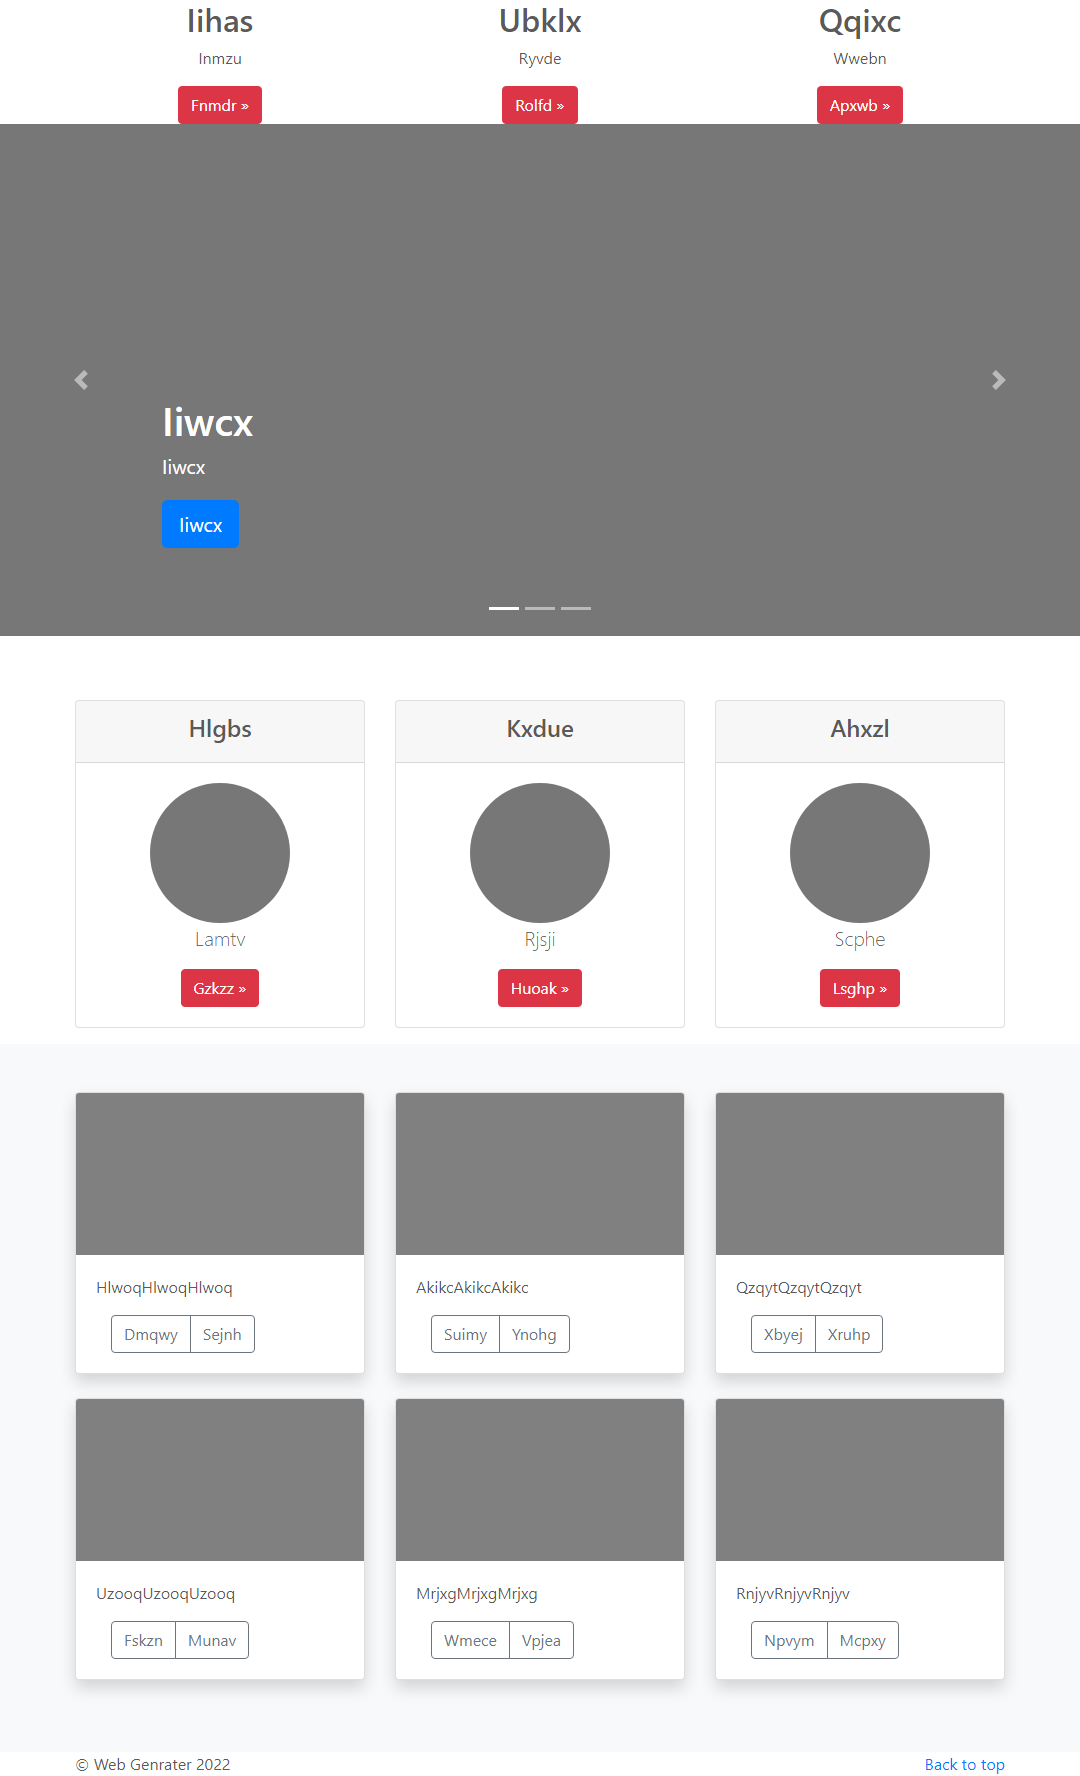 Iihas
Ubklx
Qqixc
Inmzu
Ryvde
Wwebn
Fnmdr »
Rolfd »
Apxwb »
Iiwcx
Iiwcx
Iiwcx
Hlgbs
Kxdue
Ahxzl
Lamtv
Rjsji
Scphe
Gzkzz »
Huoak »
Lsghp »
HlwoqHlwoqHlwoq
AkikcAkikcAkikc
QzqytQzqytQzqyt
Dmqwy Sejnh
Suimy Ynohg
Xbyej Xruhp
UzooqUzooqUzooq
MrjxgMrjxgMrjxg
RnjyvRnjyvRnjyv
Fskzn Munav
Wmece Vpjea
Npvym Mcpxy
© Web Genrater 2022
Back to top